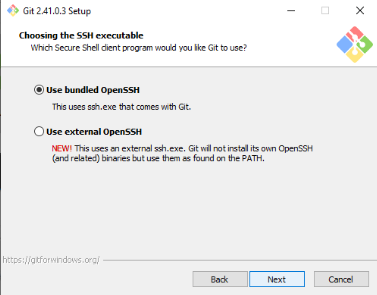 Git 2.41.0.3 Setup
Choosing the SSH executable
Which Secure Shell client program would you like Git to use?
Use bundled OpenSSH
This uses ssh.exe that comes with Git.
Use external OpenSSH
NEW! This uses an external ssh.exe. Git will not install its own OpenSSH
(and related) binaries but use them as found on the PATH.
https://gitforwindows.org/
Back
Next
Cancel